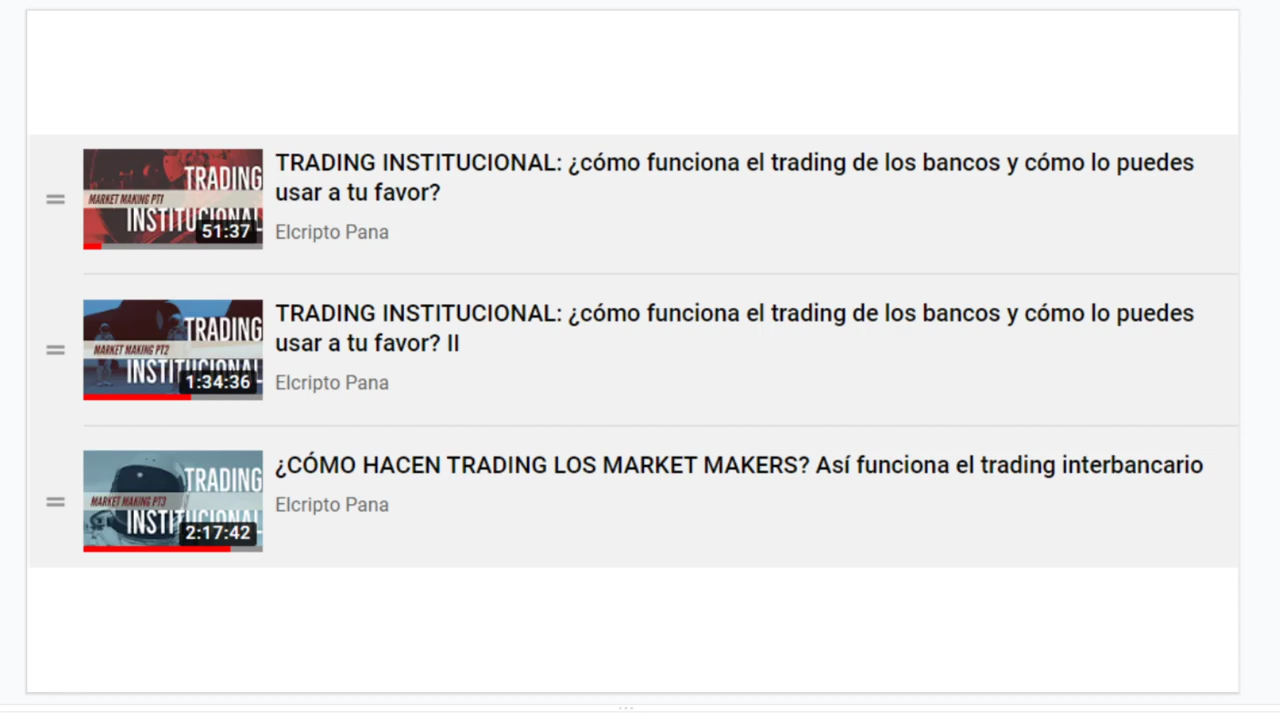 TRADING INSTITUCIONAL: ¿cómo funciona el trading de los bancos y cómo lo puedes
usar a tu favor?
Elcripto Pana
TRADING
MARKET MAKING PT1
INSTITUCIONAL
51:37
TRADING INSTITUCIONAL: ¿cómo funciona el trading de los bancos y cómo lo puedes
usar a tu favor? II
Elcripto Pana
TRADING
MARKET MAKING PT2
INSTITUCIONAL
1:34:36
¿CÓMO HACEN TRADING LOS MARKET MAKERS? Así funciona el trading interbancario
Elcripto Pana
TRADING
MARKET MAKING PT3
INSTITUCIONAL
2:17:42